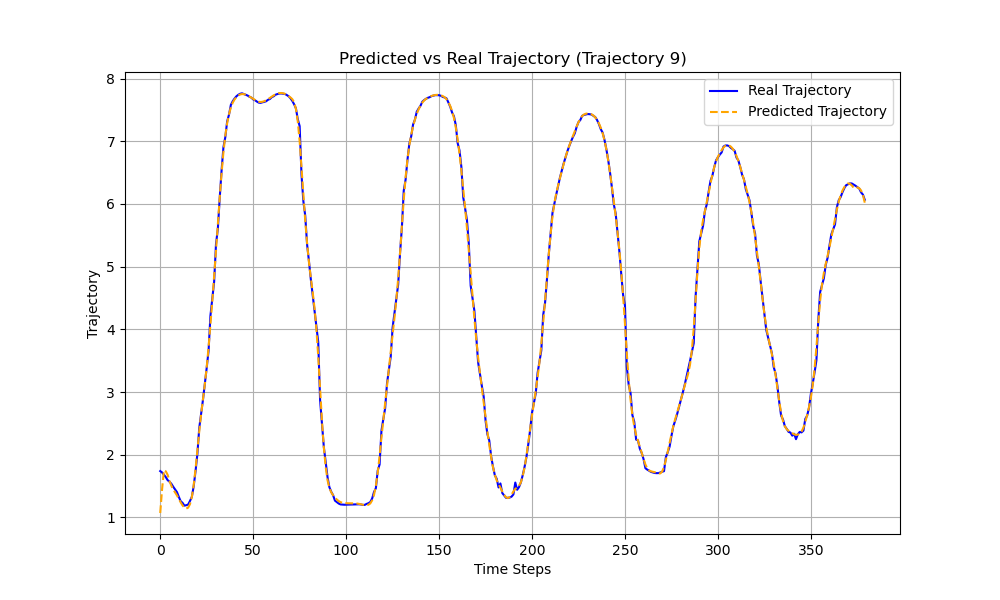 Predicted vs Real Trajectory (Trajectory 9)
Real Trajectory
Predicted Trajectory
Trajectory
8
7
6
5
4
3
2
1
0 50 100 150 200 250 300 350
Time Steps